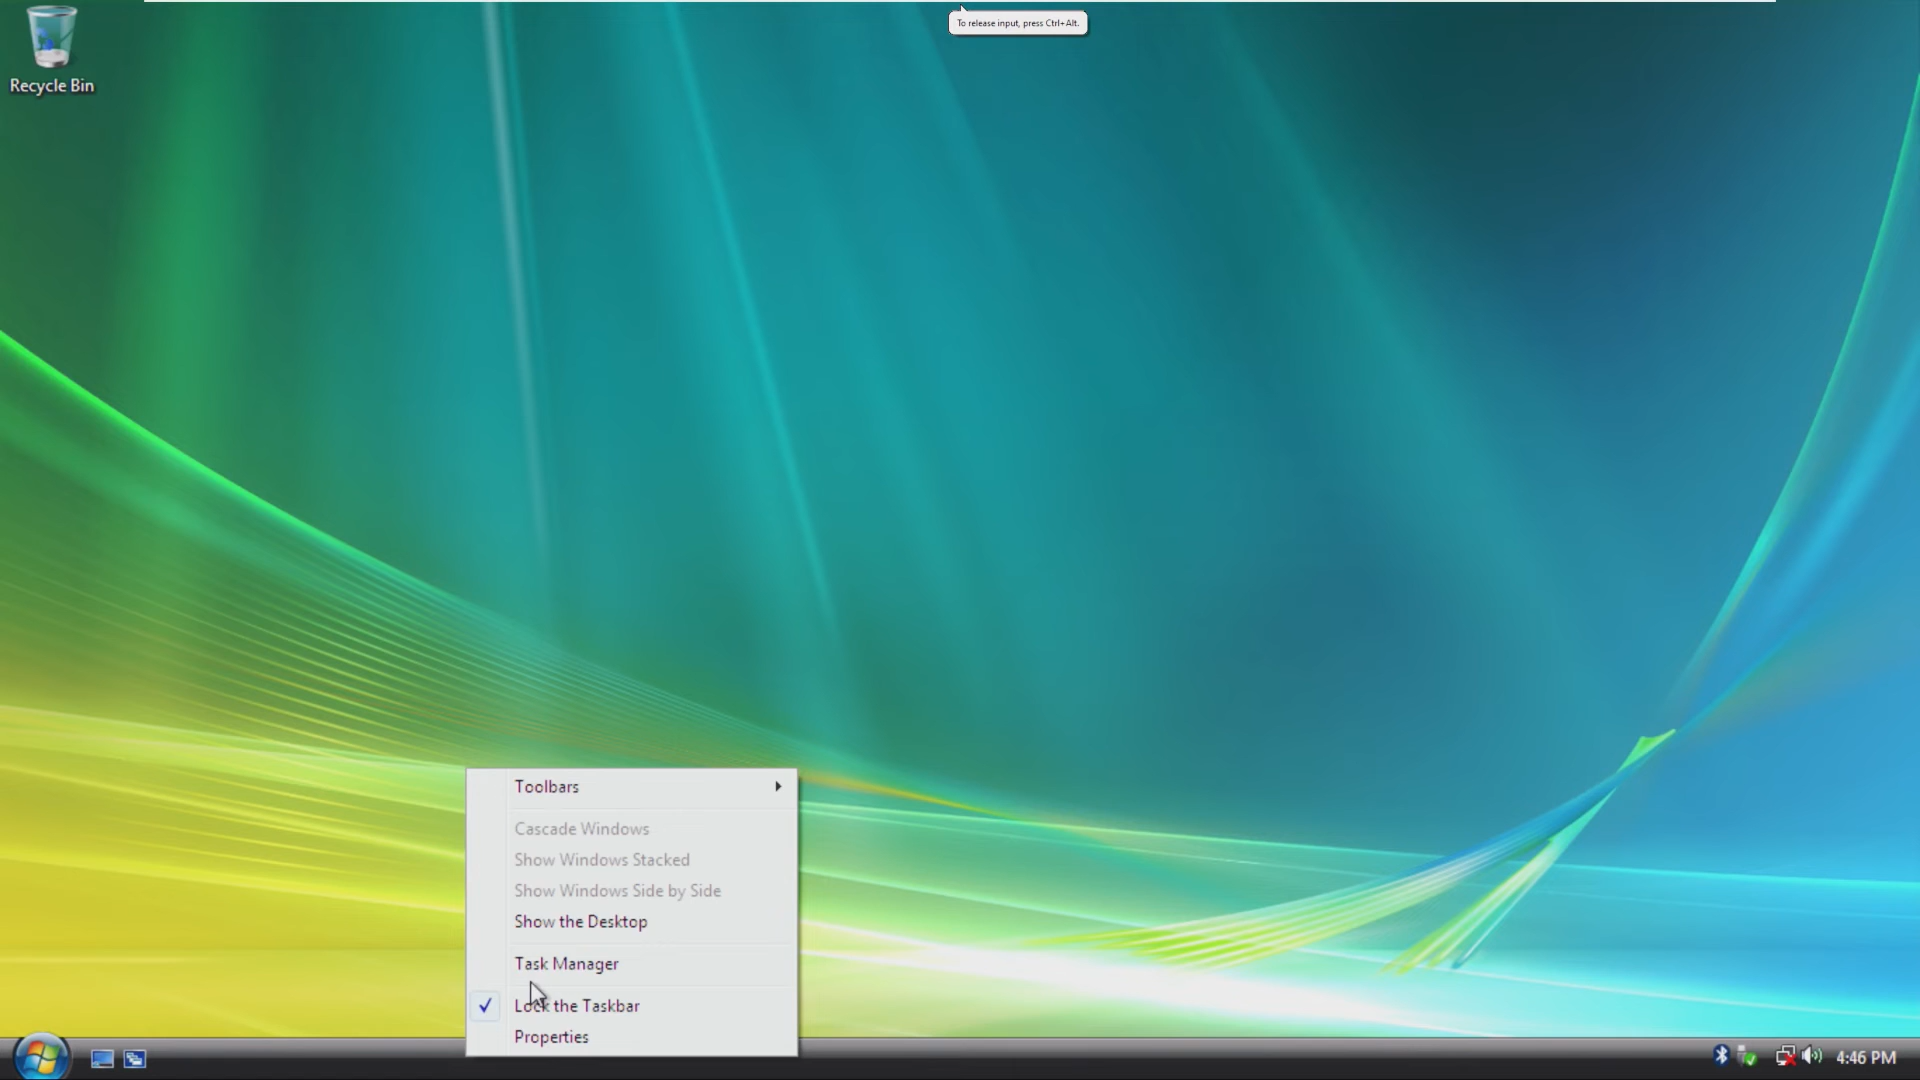 To release input, press Ctrl+Alt.
Recycle Bin
Toolbars
Cascade Windows
Show Windows Stacked
Show Windows Side by Side
Show the Desktop
Task Manager
Lock the Taskbar
Properties
4:46 PM